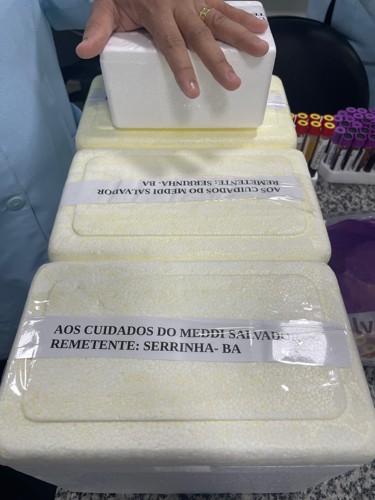 AOS CUIDADOS DO MEDDI SALVADOR
REMETENTE: SERRINHA- BA
AOS CUIDADOS DO MEDDI SALVADOR
REMETENTE: SERRINHA- BA